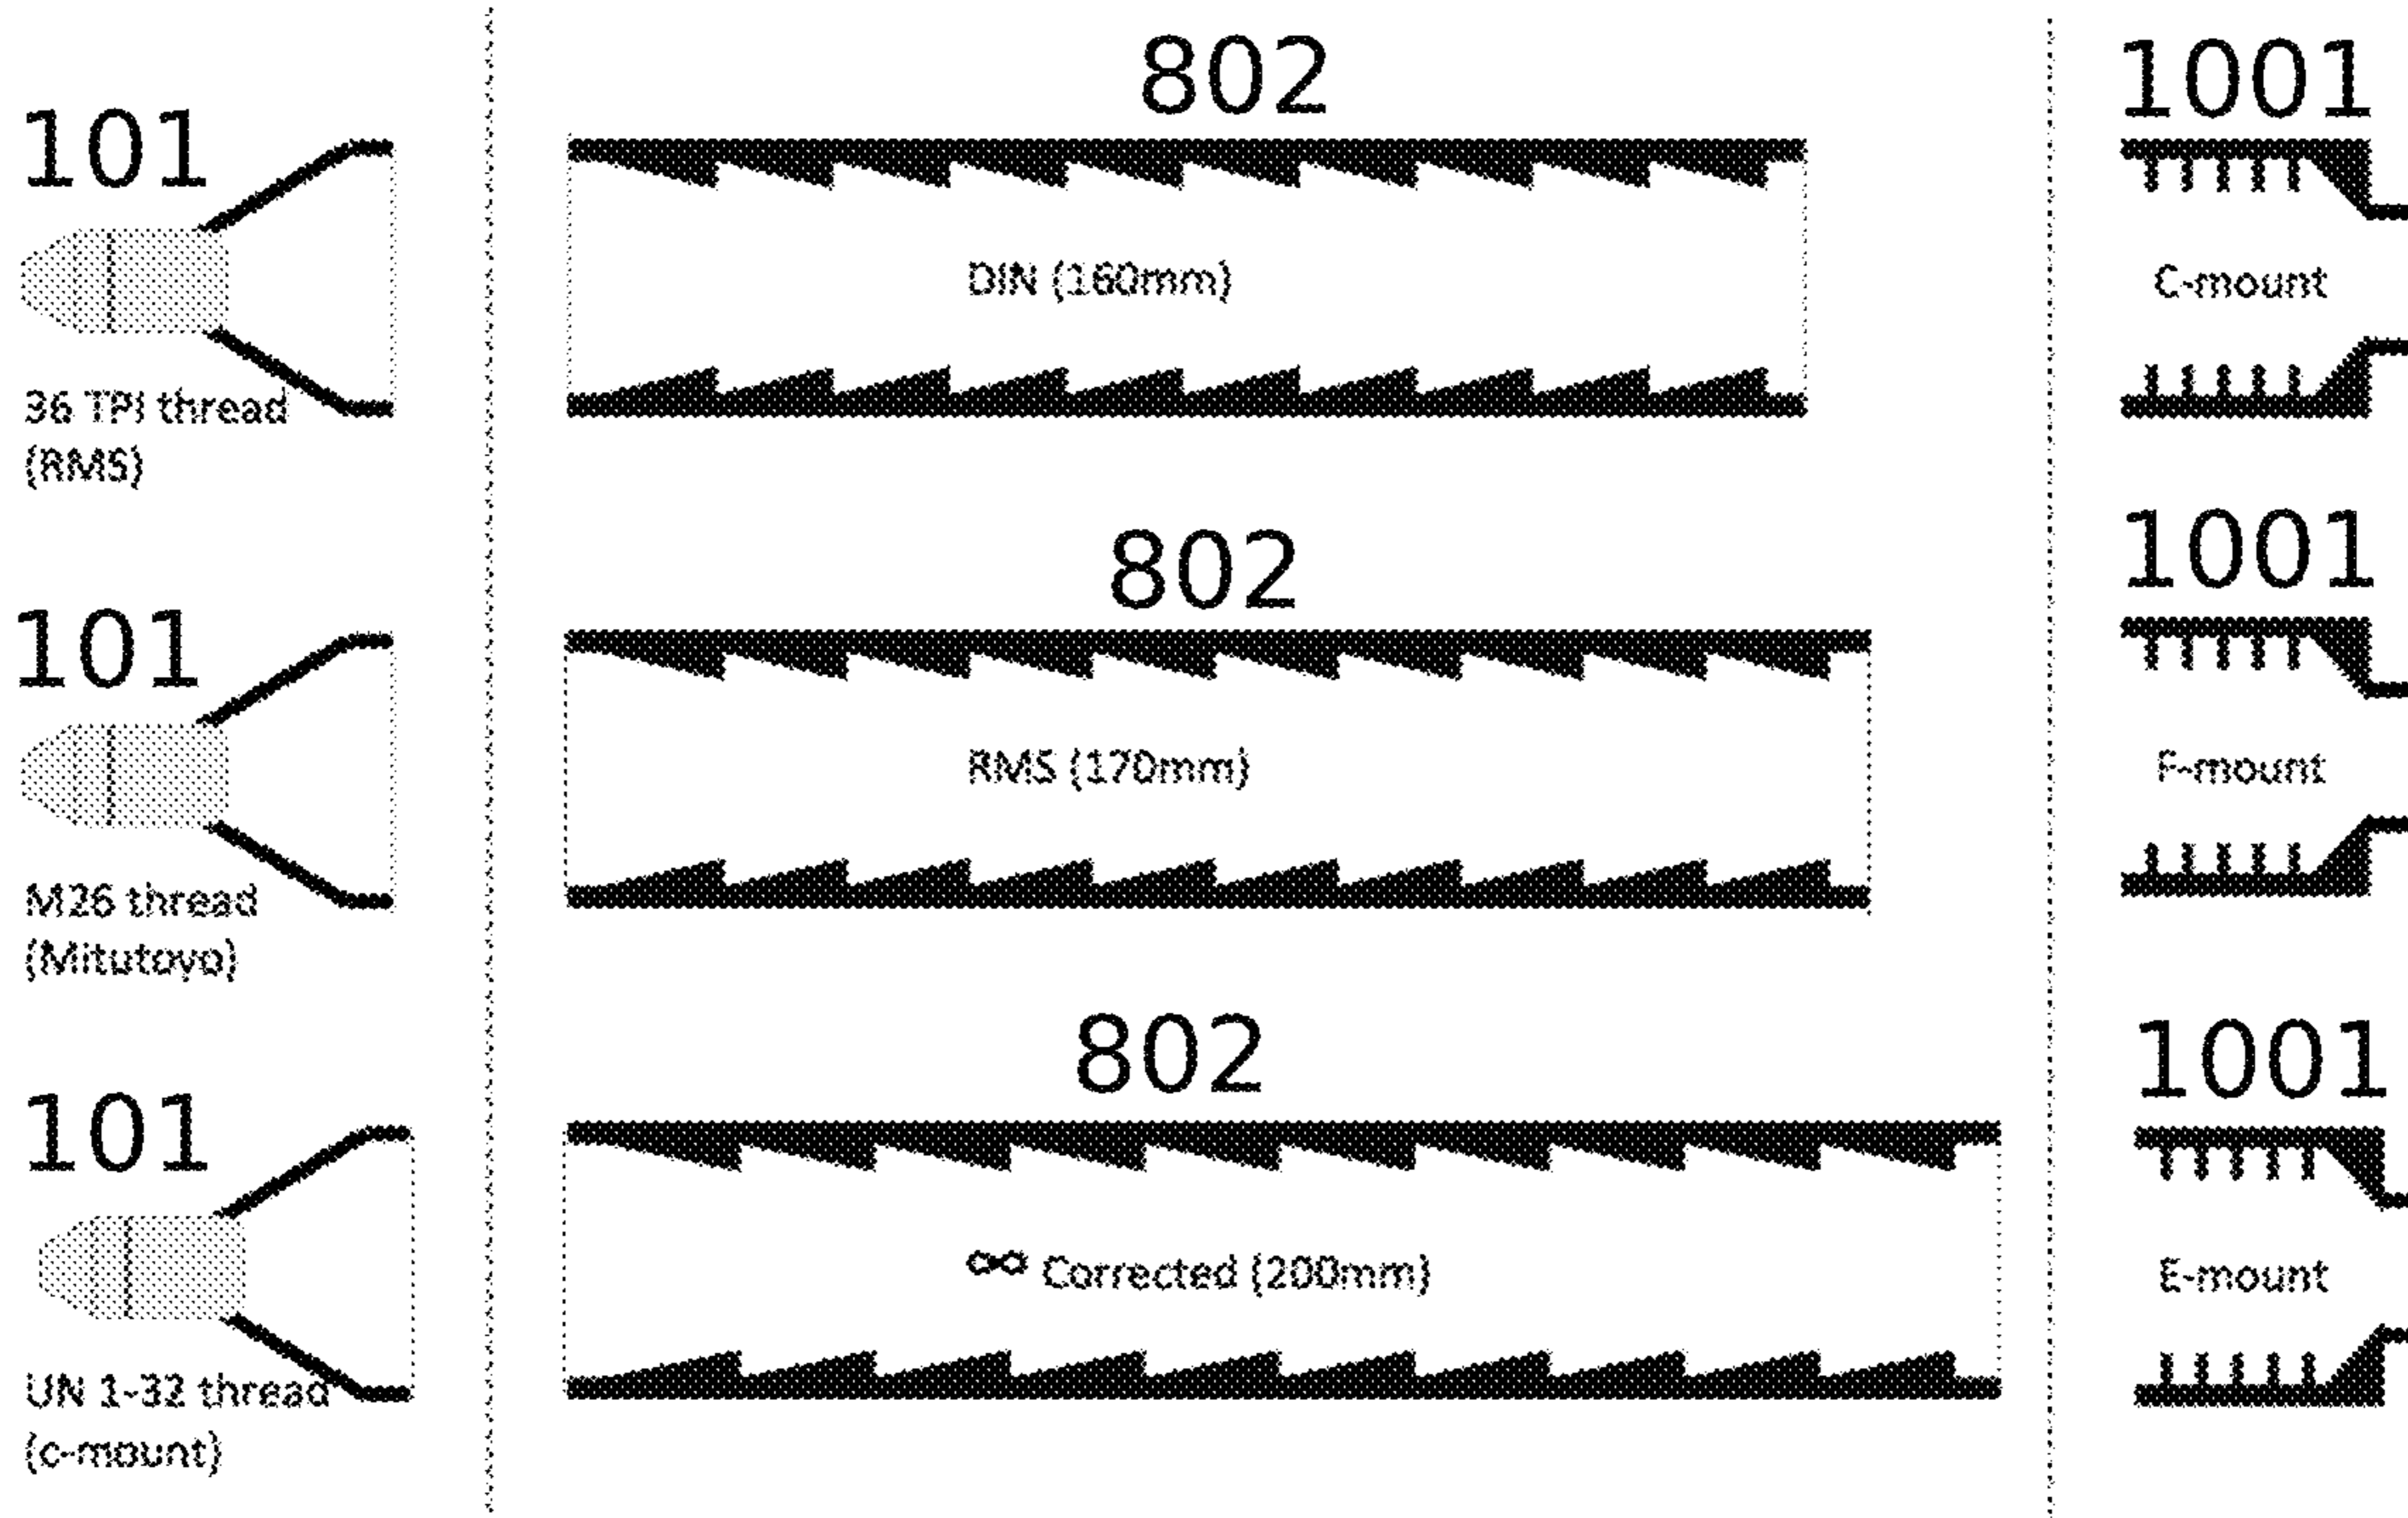 802
1001
101
DIN (160mm)
C-mount
36 TPI thread
(RMS)
802
1001
101
RMS (170mm)
F-mount
M26 thread
(Mitutoyo)
802
1001
101
∞ Corrected (200mm)
E-mount
UN 1-32 thread
(c-mount)